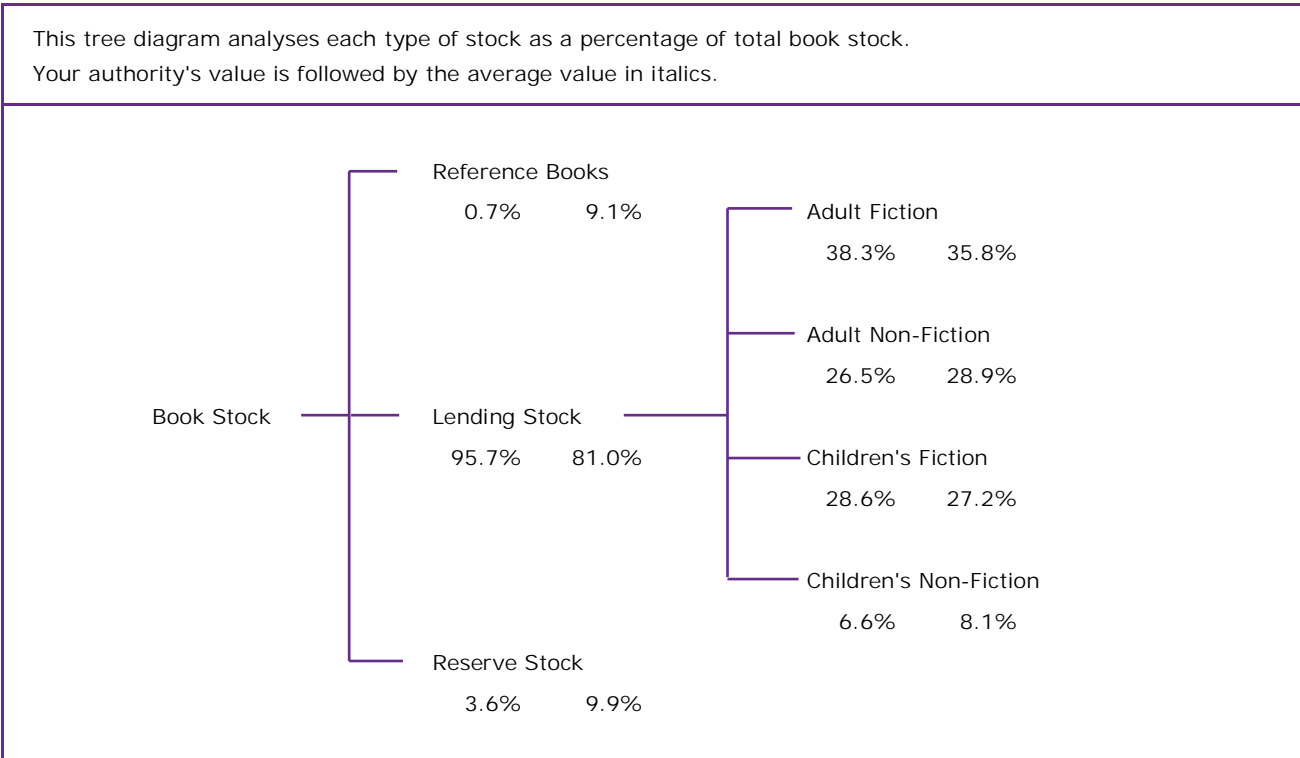 This tree diagram analyses each type of stock as a percentage of total book stock.
Your authority's value is followed by the average value in italics.
Reference Books
0.7% 9.1%
Adult Fiction
38.3% 35.8%
Adult Non-Fiction
26.5% 28.9%
Book Stock
Lending Stock
95.7% 81.0%
Children's Fiction
28.6% 27.2%
Children's Non-Fiction
6.6% 8.1%
Reserve Stock
3.6% 9.9%